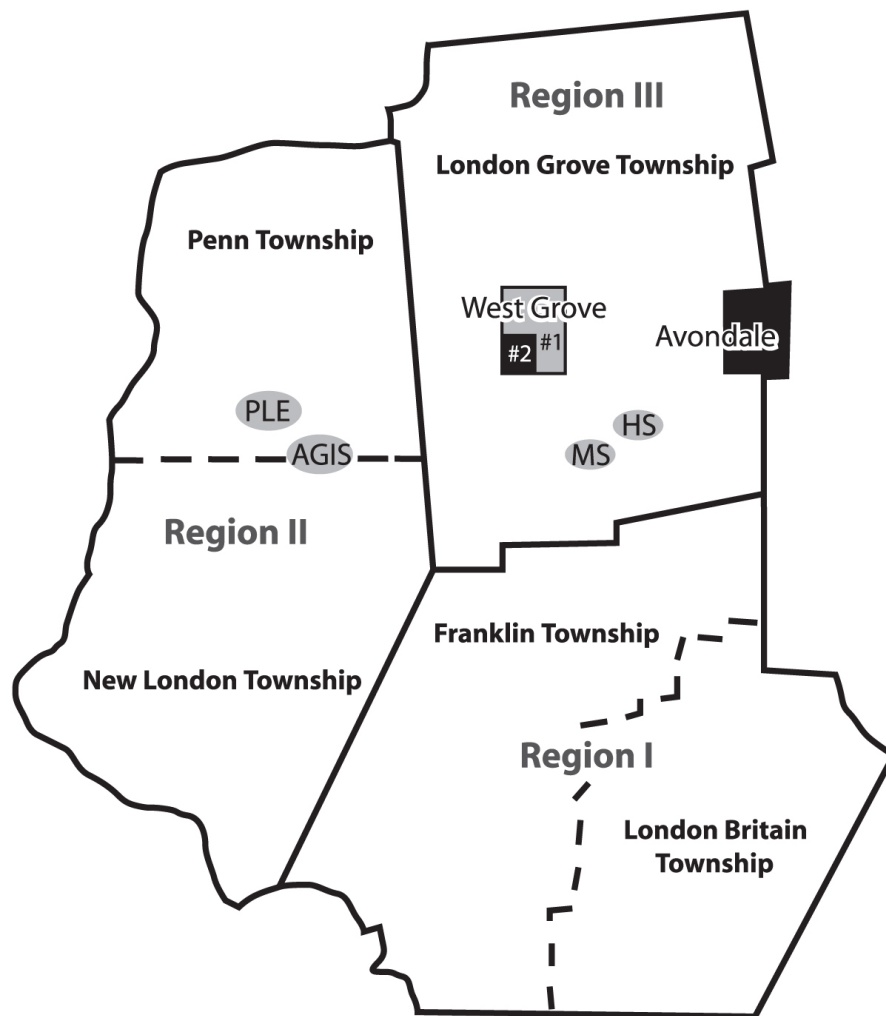 Region III
London Grove Township
Penn Township
West Grove
#1
#2
Avondale
PLE
HS
AGIS
MS
Region II
Franklin Township
New London Township
Region I
London Britain
Township